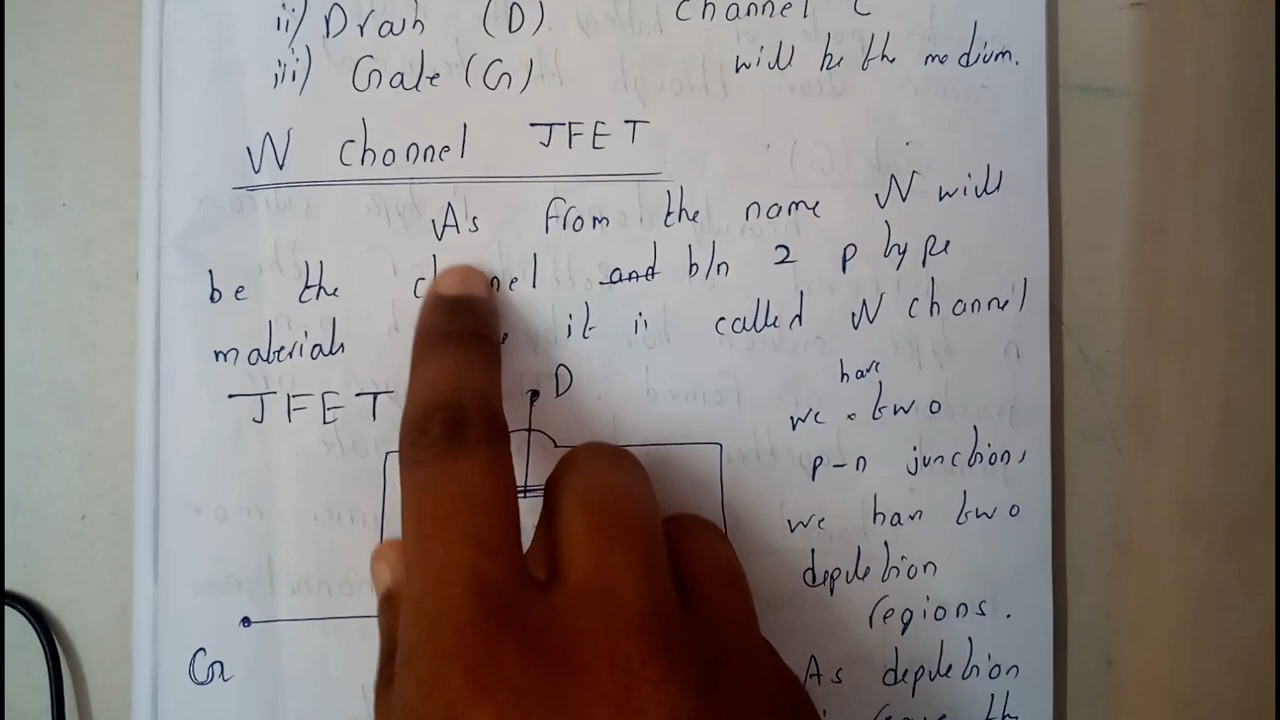 ii) Drain (D).
channel
iii) Gate (G)
will be the medium.
N channel JFET
As from the name N will
be the channel and b/n 2 p type
materials it is called N channel
JFET
D
have
we two
p-n junctions
we have two
depletion
regions.
G
As depletion